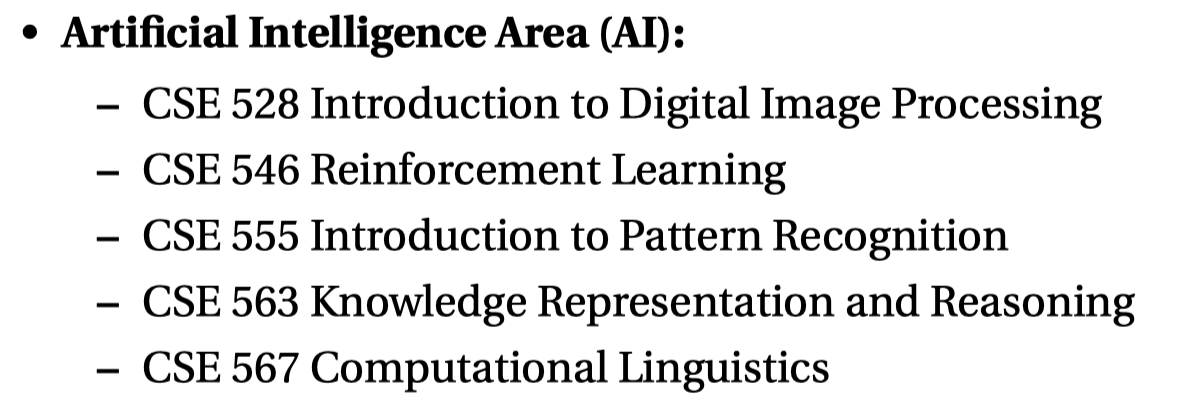 • Artificial Intelligence Area (AI):
– CSE 528 Introduction to Digital Image Processing
– CSE 546 Reinforcement Learning
– CSE 555 Introduction to Pattern Recognition
– CSE 563 Knowledge Representation and Reasoning
– CSE 567 Computational Linguistics